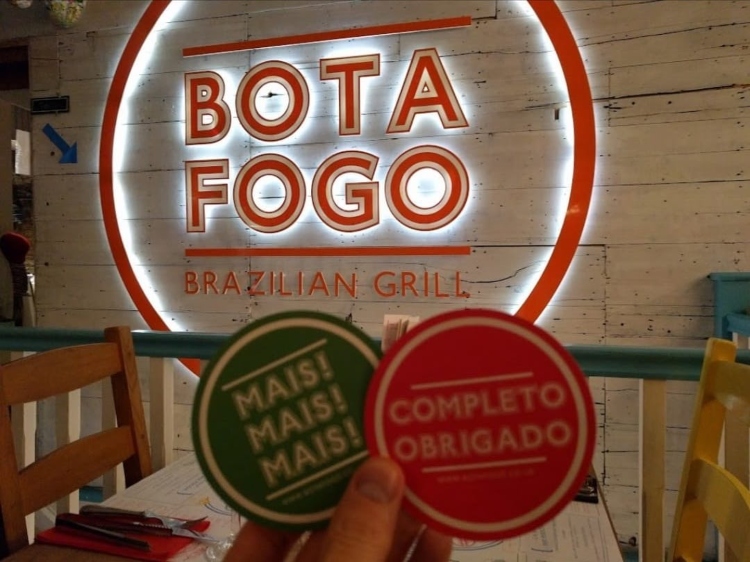 BOTA
FOGO
BRAZILIAN GRILL
MAIS!
MAIS!
MAIS!
COMPLETO
OBRIGADO